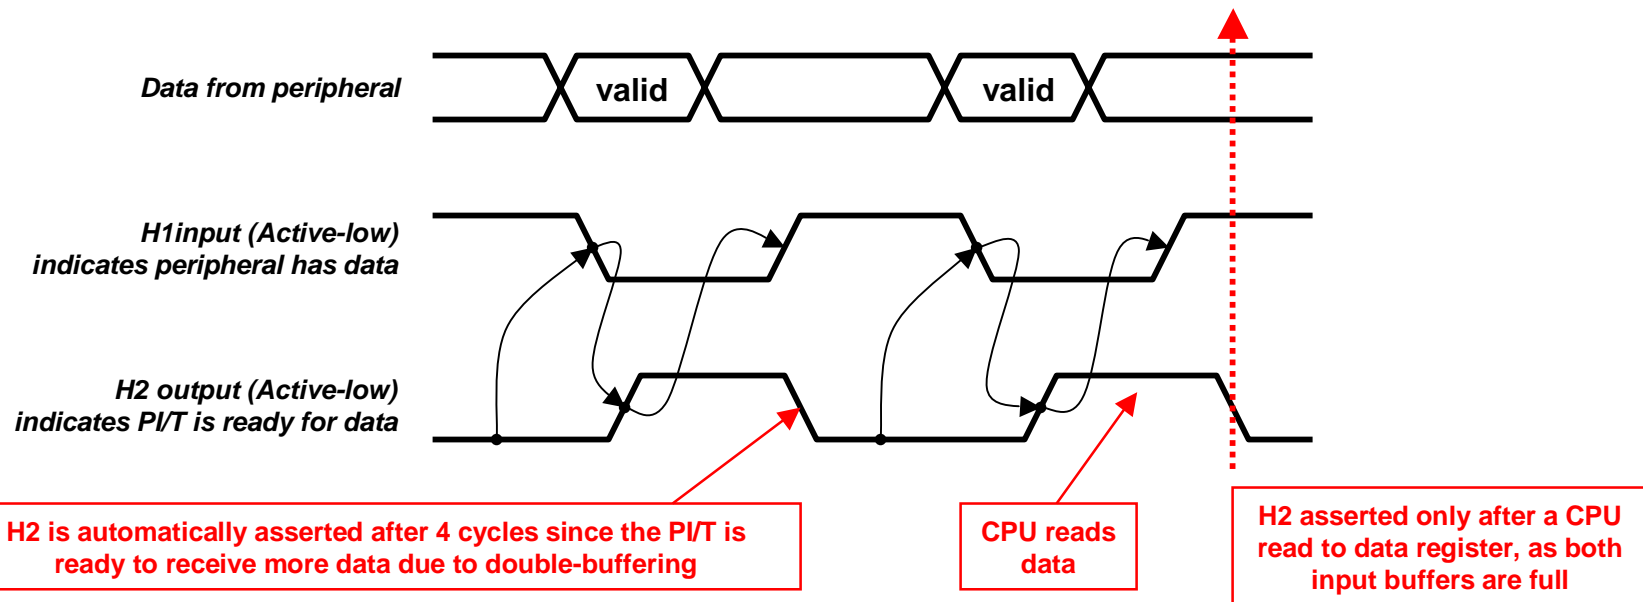 Data from peripheral
valid
valid
H1input (Active-low)
indicates peripheral has data
H2 output (Active-low)
indicates PI/T is ready for data
H2 is automatically asserted after 4 cycles since the PI/T is
ready to receive more data due to double-buffering
CPU reads
data
H2 asserted only after a CPU
read to data register, as both
input buffers are full